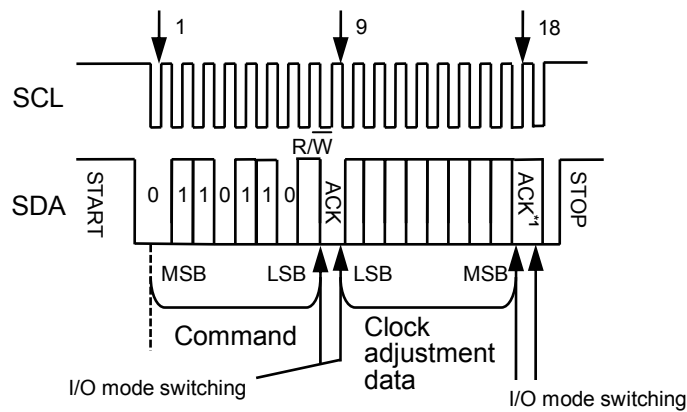 1 9 18
SCL
R/W
SDA
START 0 1 1 0 1 1 0 ACK ACK*1 STOP
MSB LSB LSB MSB
Command
Clock
adjustment
data
I/O mode switching
I/O mode switching